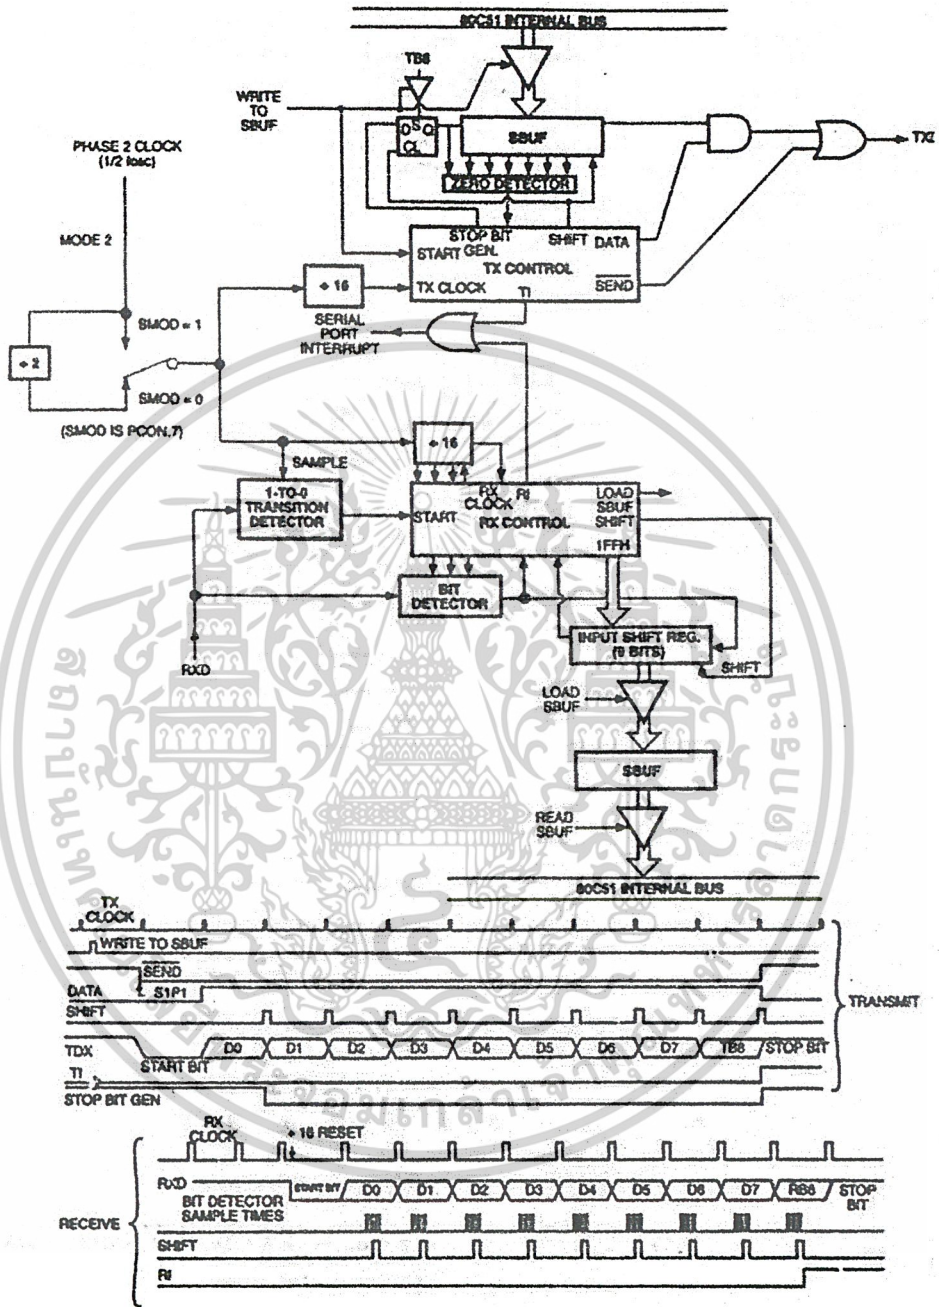 80C51 INTERNAL BUS
TB8
WRITE
TO
SBUF
D S Q
CL
SBUF
ZERO DETECTOR
TXD
PHASE 2 CLOCK
(1/2 fosc)
MODE 2
STOP BIT
GEN.
SHIFT
DATA
START
TX CONTROL
TX CLOCK
TI
SEND
÷ 16
SERIAL
PORT
INTERRUPT
SMOD = 1
÷ 2
SMOD = 0
(SMOD IS PCON.7)
÷ 16
SAMPLE
1-TO-0
TRANSITION
DETECTOR
RX
CLOCK
RI
LOAD
SBUF
START
RX CONTROL
SHIFT
1FFH
BIT
DETECTOR
INPUT SHIFT REG.
(9 BITS)
RXD
SHIFT
LOAD
SBUF
SBUF
READ
SBUF
80C51 INTERNAL BUS
TX
CLOCK
WRITE TO SBUF
SEND
DATA
S1P1
TRANSMIT
SHIFT
TDX
START BIT
D0
D1
D2
D3
D4
D5
D6
D7
TB8
STOP BIT
TI
STOP BIT GEN
RX
CLOCK
÷ 16 RESET
RXD
START BIT
D0
D1
D2
D3
D4
D5
D6
D7
RB8
STOP
BIT
BIT DETECTOR
SAMPLE TIMES
RECEIVE
SHIFT
RI